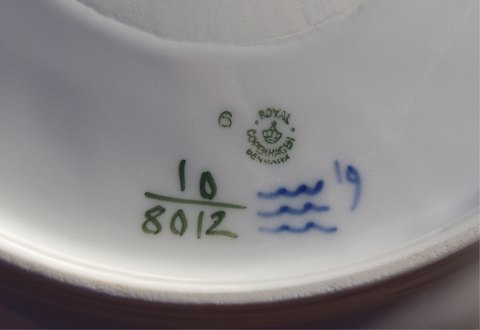 6
ROYAL
COPENHAGEN
DENMARK
10
8012
19